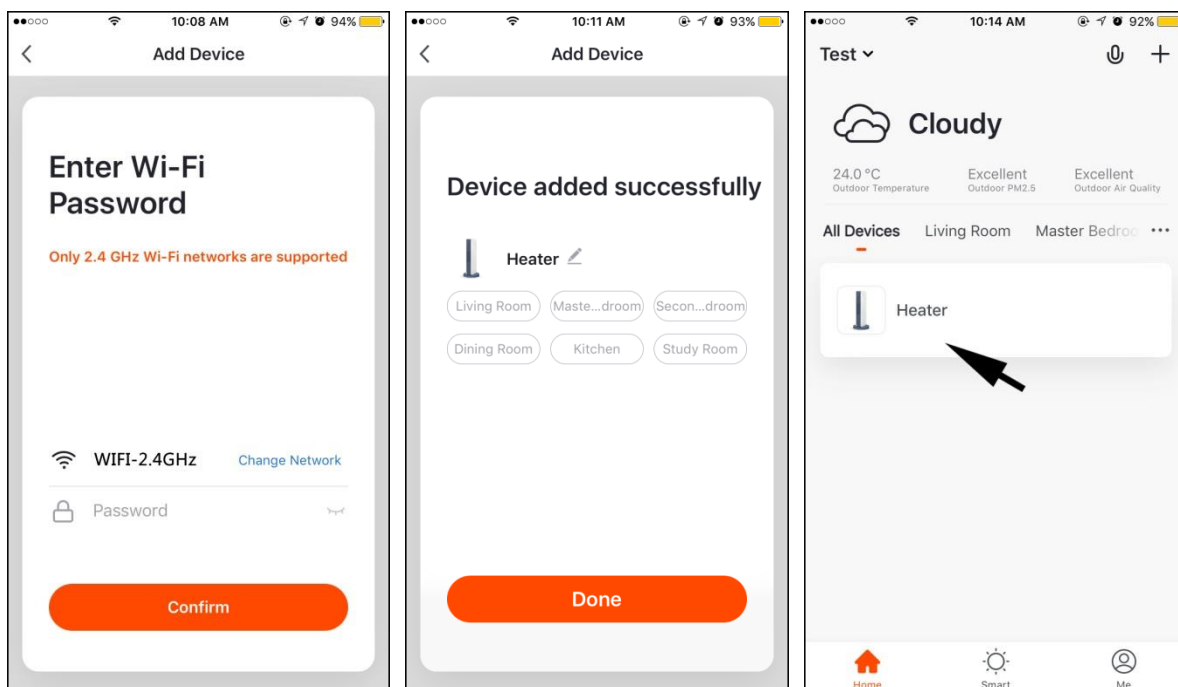 10:08 AM
94%
Add Device
Enter Wi-Fi
Password
Only 2.4 GHz Wi-Fi networks are supported
WIFI-2.4GHz Change Network
Password
Confirm
10:11 AM
93%
Add Device
Device added successfully
Heater
Living Room Maste...droom Secon...droom
Dining Room Kitchen Study Room
Done
10:14 AM
92%
Test
Cloudy
24.0 °C Excellent Excellent
Outdoor Temperature Outdoor PM2.5 Outdoor Air Quality
All Devices Living Room Master Bedroo
Heater
Home Smart Me